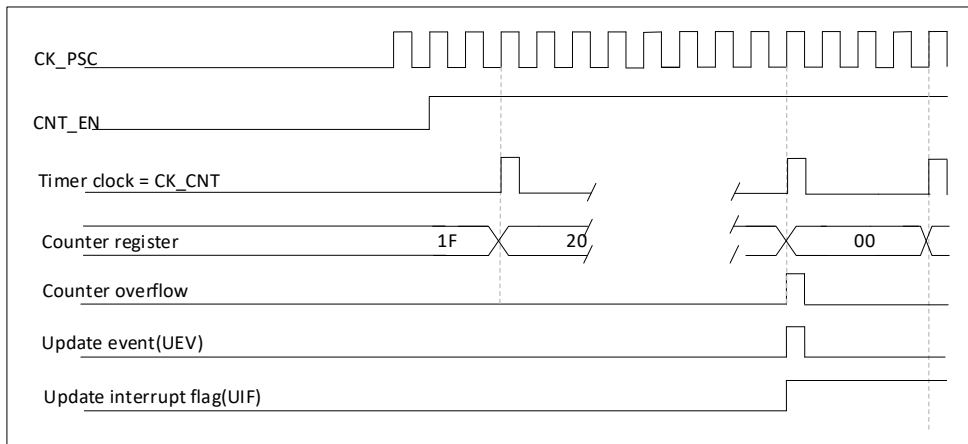 CK_PSC
CNT_EN
Timer clock = CK_CNT
Counter register 1F 20 00
Counter overflow
Update event(UEV)
Update interrupt flag(UIF)